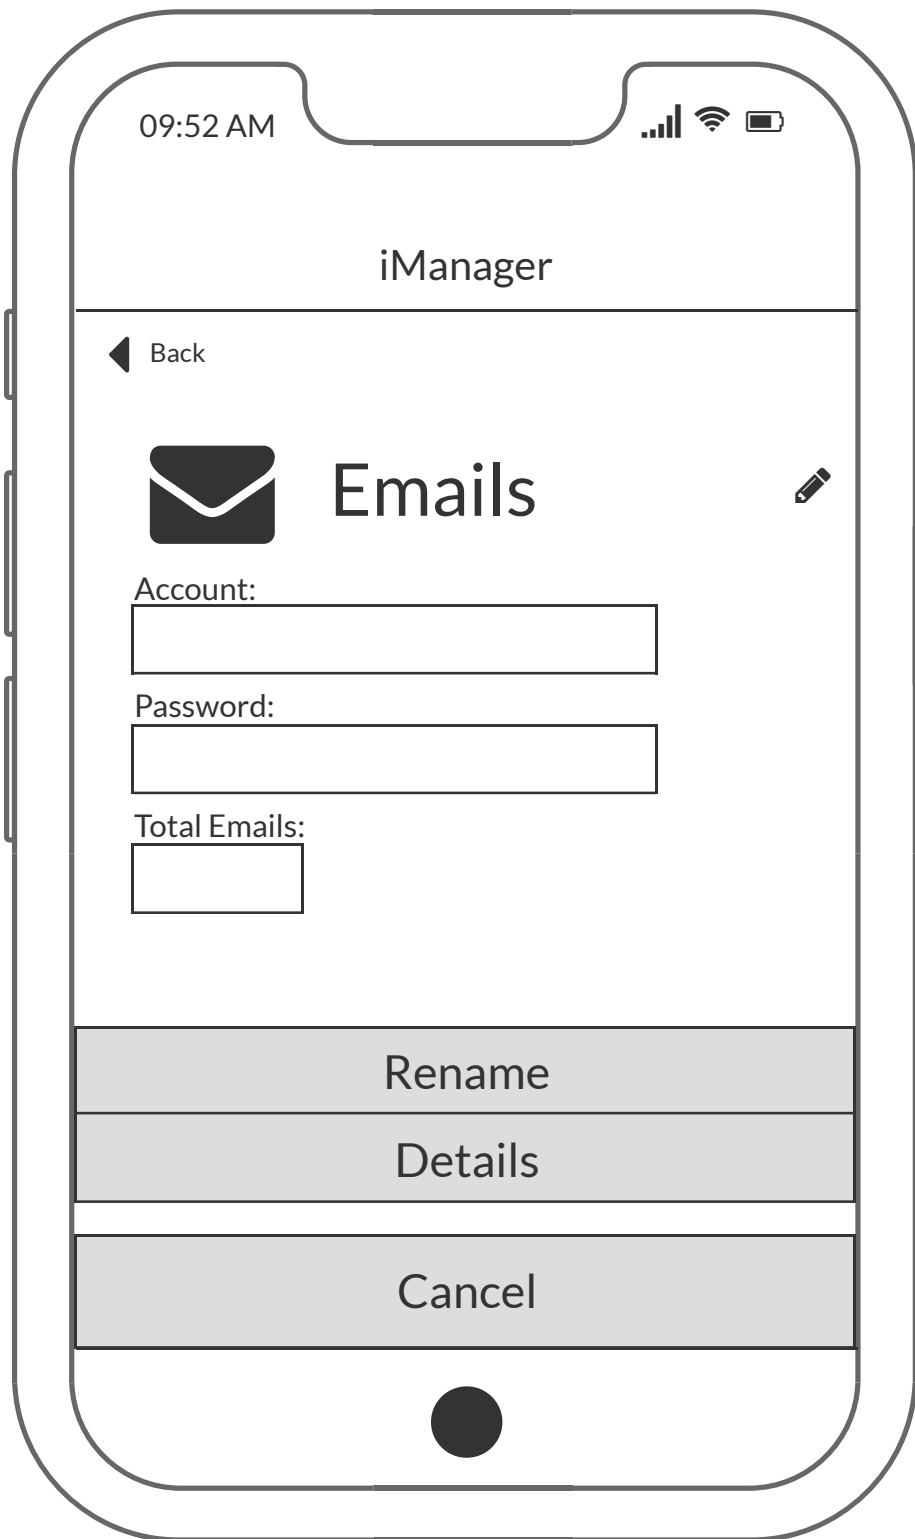 09:52 AM
iManager
Back
Emails
Account:
Password:
Total Emails:
Rename
Details
Cancel